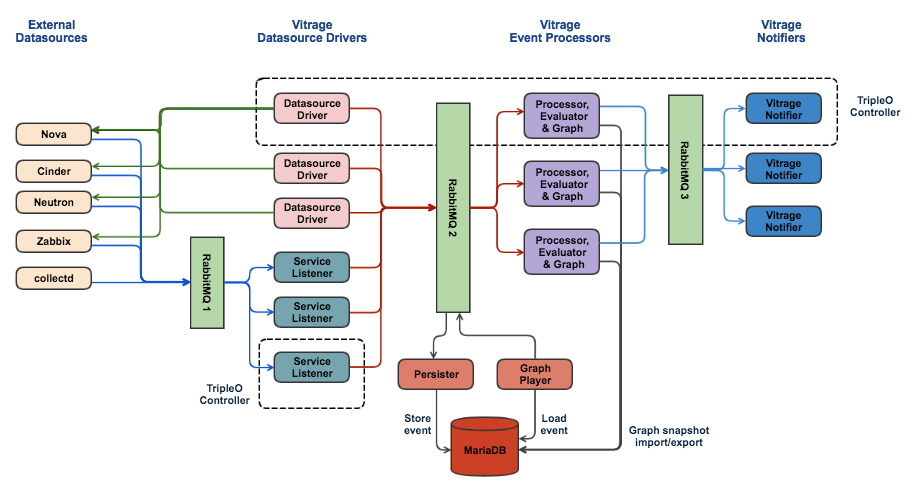 External
Datasources
Vitrage
Datasource Drivers
Vitrage
Event Processors
Vitrage
Notifiers
TripleO
Controller
Nova
Cinder
Neutron
Zabbix
collectd
RabbitMQ 1
Datasource
Driver
Datasource
Driver
Datasource
Driver
Service
Listener
Service
Listener
Service
Listener
TripleO
Controller
RabbitMQ 2
Processor,
Evaluator
& Graph
Processor,
Evaluator
& Graph
Processor,
Evaluator
& Graph
RabbitMQ 3
Vitrage
Notifier
Vitrage
Notifier
Vitrage
Notifier
Persister
Graph
Player
Store
event
Load
event
MariaDB
Graph snapshot
import/export